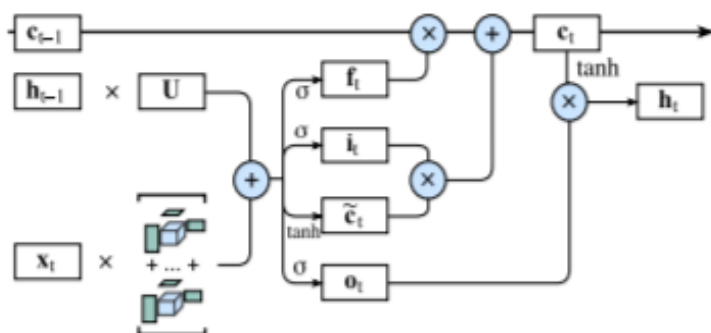 c_{t-1} × + c_t
tanh
h_{t-1} × U σ f_t × h_t
σ i_t
+ ×
tanh c̃_t
x_t × + ... + σ o_t